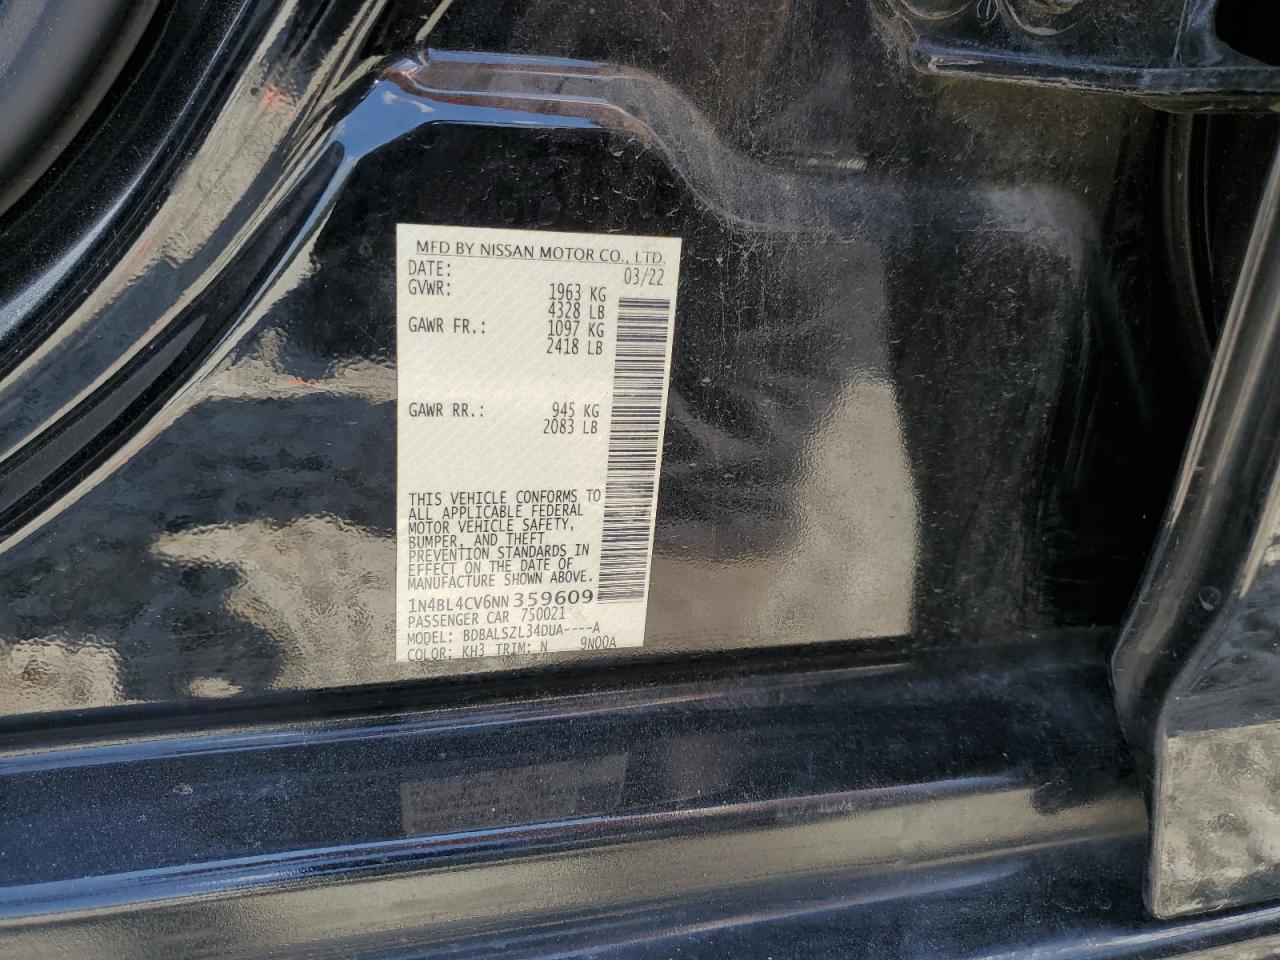 MFD BY NISSAN MOTOR CO., LTD.
DATE: 03/22
GVWR: 1963 KG
4328 LB
GAWR FR.: 1097 KG
2418 LB
GAWR RR.: 945 KG
2083 LB
THIS VEHICLE CONFORMS TO
ALL APPLICABLE FEDERAL
MOTOR VEHICLE SAFETY,
BUMPER, AND THEFT
PREVENTION STANDARDS IN
EFFECT ON THE DATE OF
MANUFACTURE SHOWN ABOVE.
1N4BL4CV6NN359609
PASSENGER CAR 750021
MODEL: BDBALSZL34DUA----A
COLOR: KH3 TRIM: N 9N00A